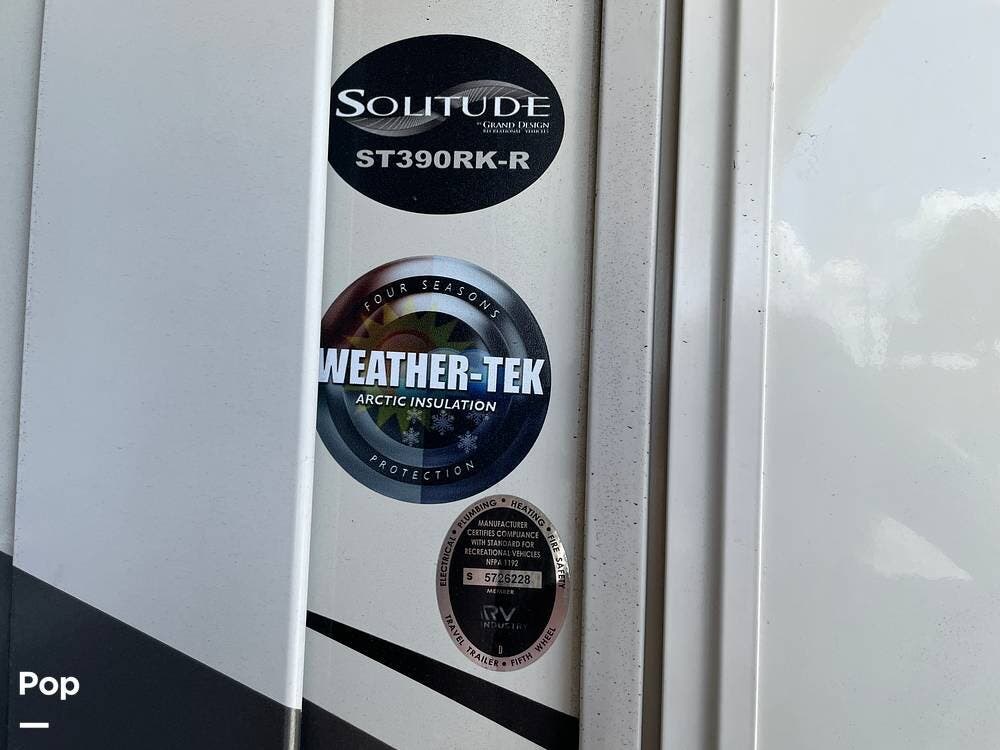 SOLITUDE
BY GRAND DESIGN
RECREATIONAL VEHICLES
ST390RK-R
FOUR SEASONS
WEATHER-TEK
ARCTIC INSULATION
PROTECTION
ELECTRICAL • PLUMBING • HEATING • FIRE SAFETY
MANUFACTURER
CERTIFIES COMPLIANCE
WITH STANDARD FOR
RECREATIONAL VEHICLES
NFPA 1192
S 5726228
MEMBER
RV
INDUSTRY
D
TRAVEL TRAILER • FIFTH WHEEL
Pop